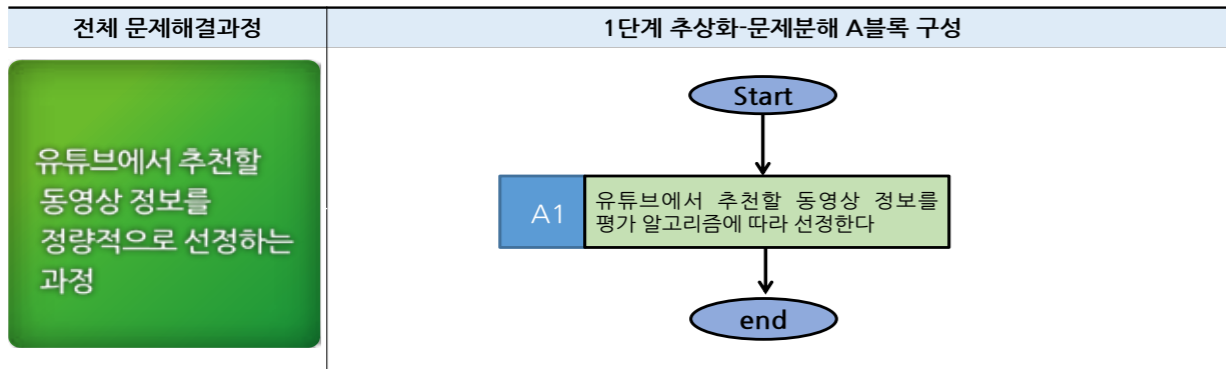 전체 문제해결과정
1단계 추상화-문제분해 A블록 구성
유튜브에서 추천할
동영상 정보를
정량적으로 선정하는
과정
Start
A1
유튜브에서 추천할 동영상 정보를
평가 알고리즘에 따라 선정한다
end